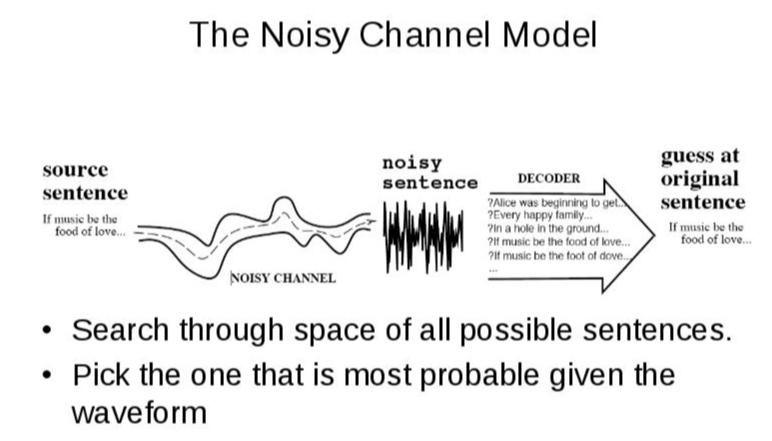 The Noisy Channel Model
source
sentence
If music be the
food of love...
NOISY CHANNEL
noisy
sentence
DECODER
?Alice was beginning to get...
?Every happy family...
?In a hole in the ground...
?If music be the food of love...
?If music be the foot of dove...
...
guess at
original
sentence
If music be the
food of love...
• Search through space of all possible sentences.
• Pick the one that is most probable given the
waveform